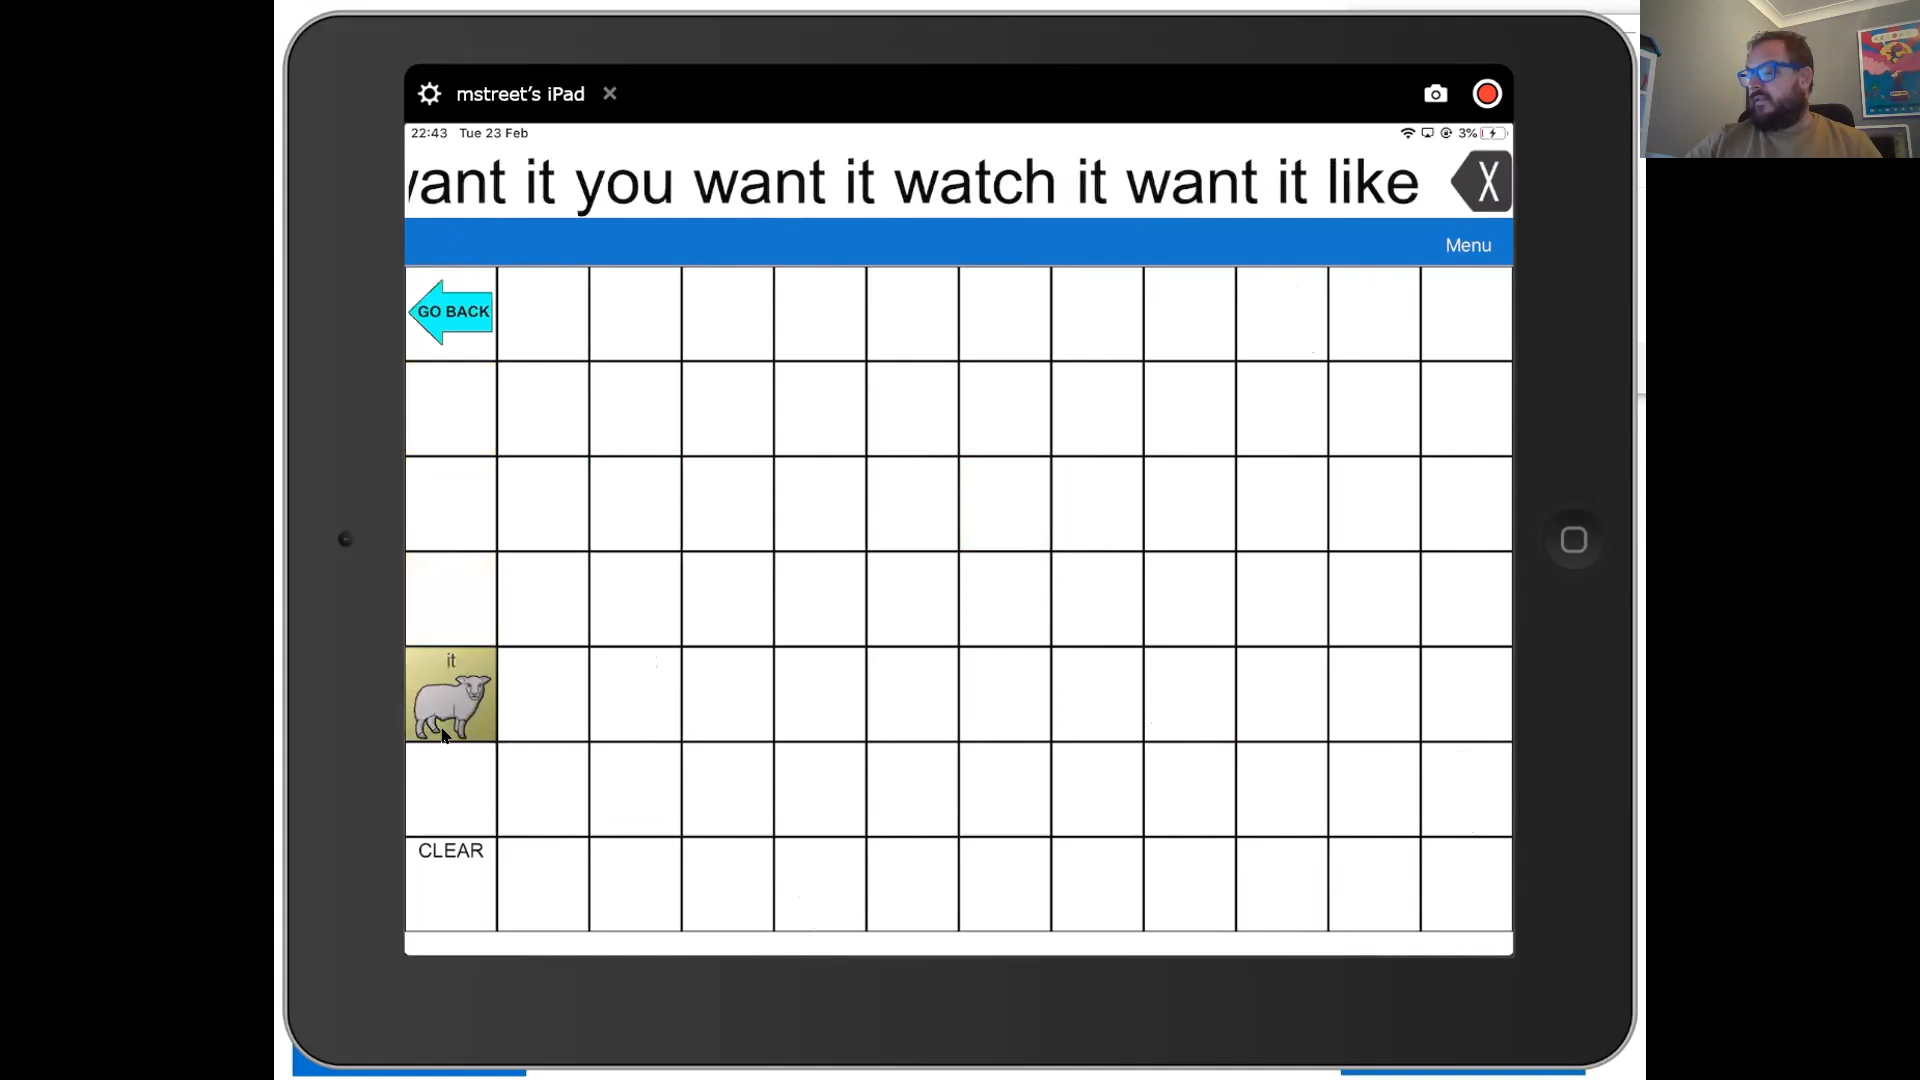 mstreet's iPad
22:43 Tue 23 Feb
3%
want it you want it watch it want it like
X
Menu
GO BACK
it
CLEAR